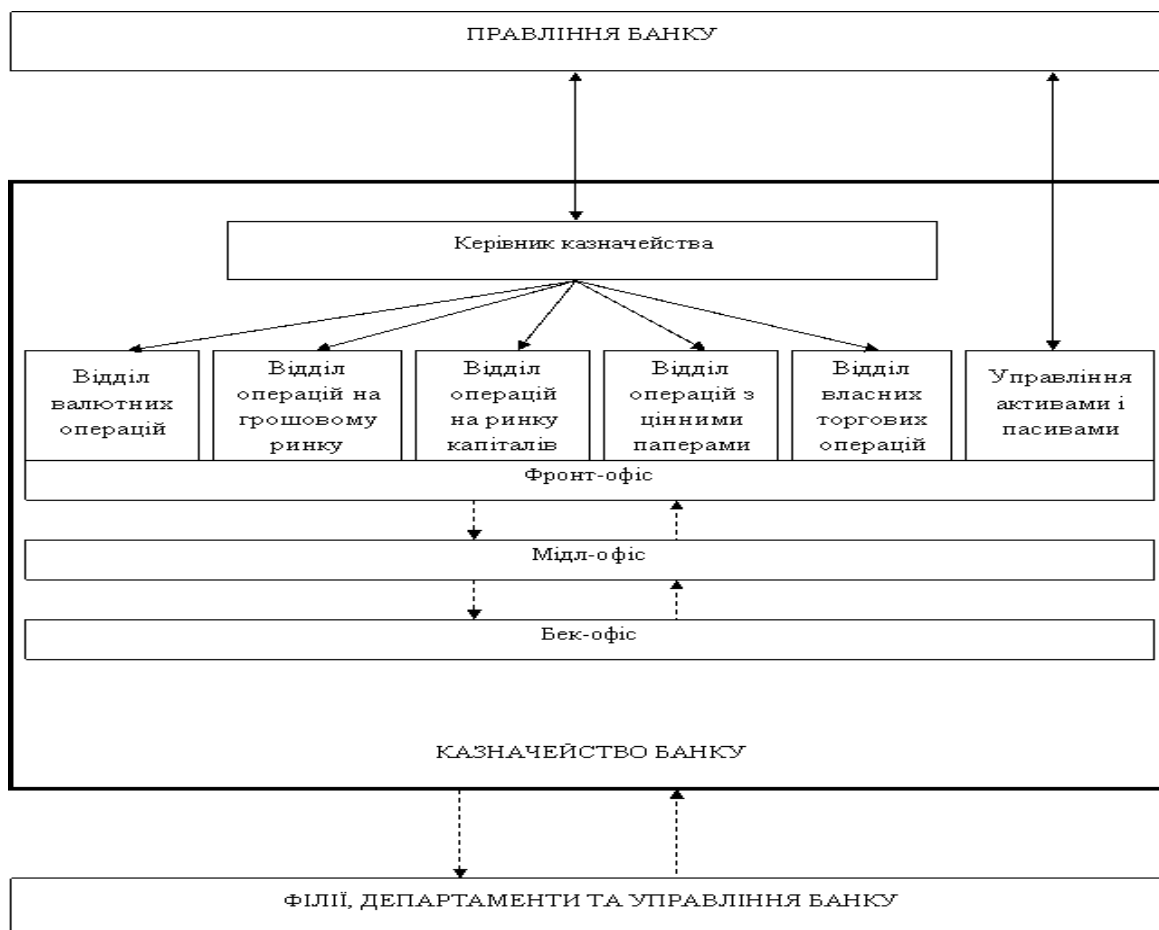 ПРАВЛІННЯ БАНКУ
Керівник казначейства
Відділ
валютних
операцій
Відділ
операцій на
грошовому
ринку
Відділ
операцій
на ринку
капіталів
Відділ
операцій з
цінними
паперами
Відділ
власних
торгових
операцій
Управління
активами і
пасивами
Фронт-офіс
Мідл-офіс
Бек-офіс
КАЗНАЧЕЙСТВО БАНКУ
ФІЛІЇ, ДЕПАРТАМЕНТИ ТА УПРАВЛІННЯ БАНКУ